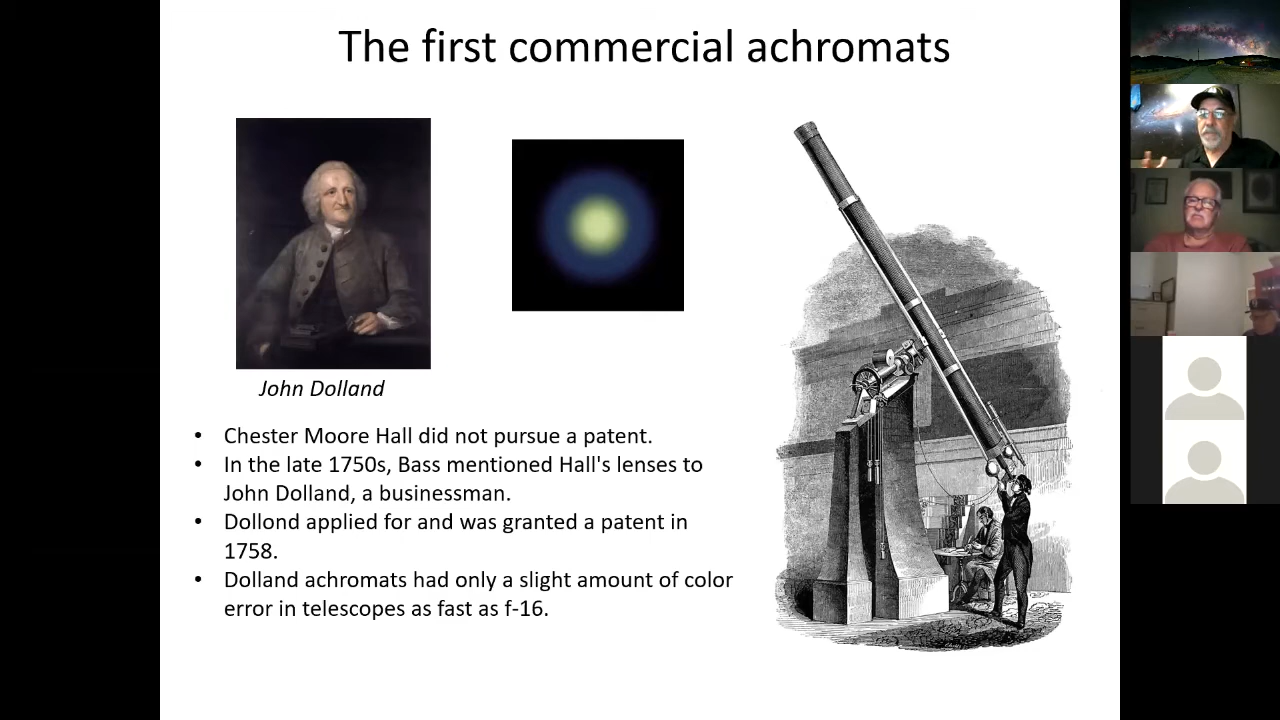 The first commercial achromats
John Dolland
• Chester Moore Hall did not pursue a patent.
• In the late 1750s, Bass mentioned Hall's lenses to
John Dolland, a businessman.
• Dollond applied for and was granted a patent in
1758.
• Dolland achromats had only a slight amount of color
error in telescopes as fast as f-16.